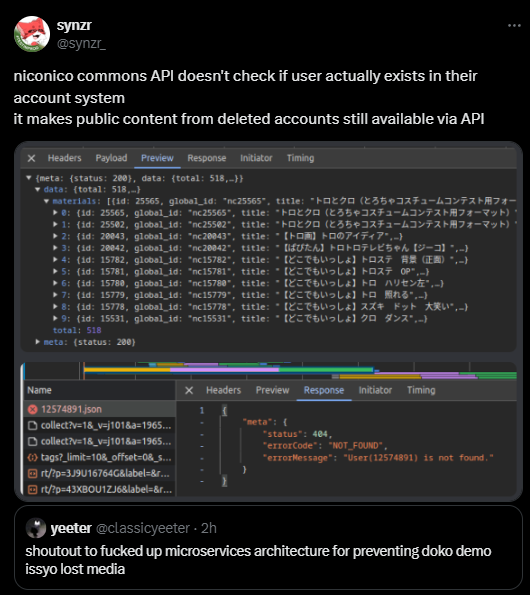 synzr
@synzr_
niconico commons API doesn't check if user actually exists in their
account system
it makes public content from deleted accounts still available via API
Headers Payload Preview Response Initiator Timing
{meta: {status: 200}, data: {total: 518,…}}
data: {total: 518,…}
materials: [{id: 25565, global_id: "nc25565", title: "トロとクロ（とろちゃコスチュームコンテスト用フォー
0: {id: 25565, global_id: "nc25565", title: "トロとクロ（とろちゃコスチュームコンテスト用フォーマット）"
1: {id: 25502, global_id: "nc25502", title: "トロとクロ（とろちゃコスチュームコンテスト用フォーマット）"
2: {id: 20043, global_id: "nc20043", title: "【トロ画】トロのアイディア",…}
3: {id: 20042, global_id: "nc20042", title: "【ぱぴたん】トロトロテレビちゃん【ジーコ】",…}
4: {id: 15782, global_id: "nc15782", title: "【どこでもいっしょ】トロステ 背景（正面）",…}
5: {id: 15781, global_id: "nc15781", title: "【どこでもいっしょ】トロステ OP",…}
6: {id: 15780, global_id: "nc15780", title: "【どこでもいっしょ】トロ ハリセン左",…}
7: {id: 15779, global_id: "nc15779", title: "【どこでもいっしょ】トロ 照れる",…}
8: {id: 15778, global_id: "nc15778", title: "【どこでもいっしょ】スズキ ドット 大笑い",…}
9: {id: 15531, global_id: "nc15531", title: "【どこでもいっしょ】クロ ダンス",…}
total: 518
meta: {status: 200}
Name
12574891.json
collect?v=1&_v=j101&a=1965...
collect?v=1&_v=j101&a=1965...
tags?_limit=10&_offset=0&_s...
rt/?p=3J9U16764G&label=&r...
rt/?p=43XBOU1ZJ6&label=&r...
Headers Preview Response Initiator Timing
1 {
- "meta": {
- "status": 404,
- "errorCode": "NOT_FOUND",
- "errorMessage": "User(12574891) is not found."
- }
- }
yeeter @classicyeeter · 2h
shoutout to fucked up microservices architecture for preventing doko demo
issyo lost media